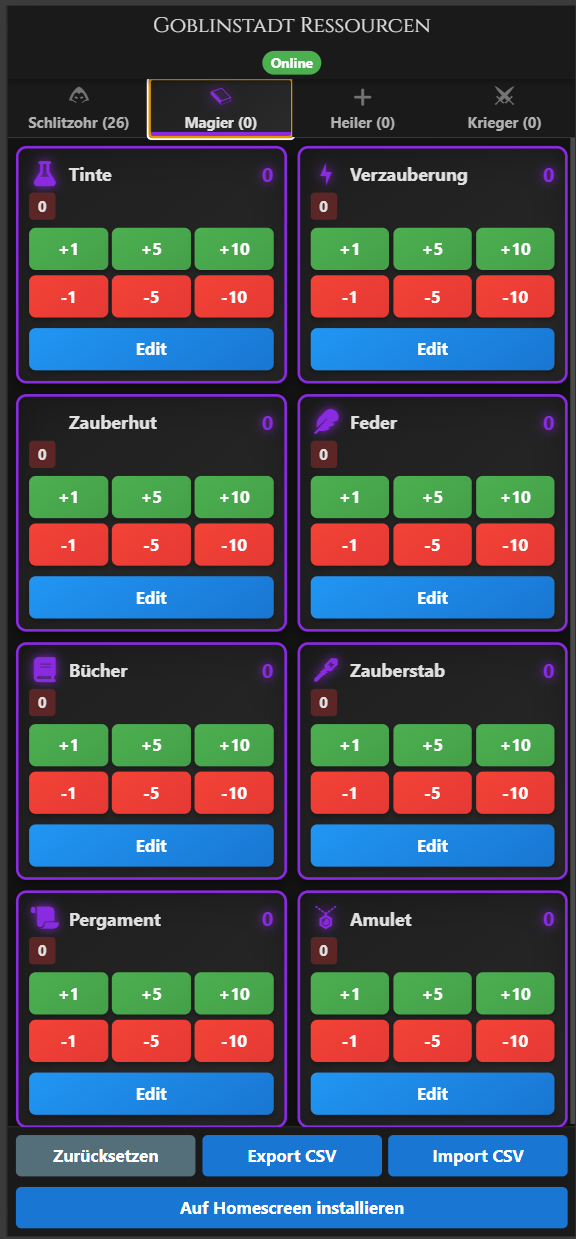 Goblinstadt Ressourcen
Online
Schlitzohr (26) Magier (0) Heiler (0) Krieger (0)
Tinte 0
0
+1 +5 +10
-1 -5 -10
Edit
Verzauberung 0
0
+1 +5 +10
-1 -5 -10
Edit
Zauberhut 0
0
+1 +5 +10
-1 -5 -10
Edit
Feder 0
0
+1 +5 +10
-1 -5 -10
Edit
Bücher 0
0
+1 +5 +10
-1 -5 -10
Edit
Zauberstab 0
0
+1 +5 +10
-1 -5 -10
Edit
Pergament 0
0
+1 +5 +10
-1 -5 -10
Edit
Amulet 0
0
+1 +5 +10
-1 -5 -10
Edit
Zurücksetzen Export CSV Import CSV
Auf Homescreen installieren